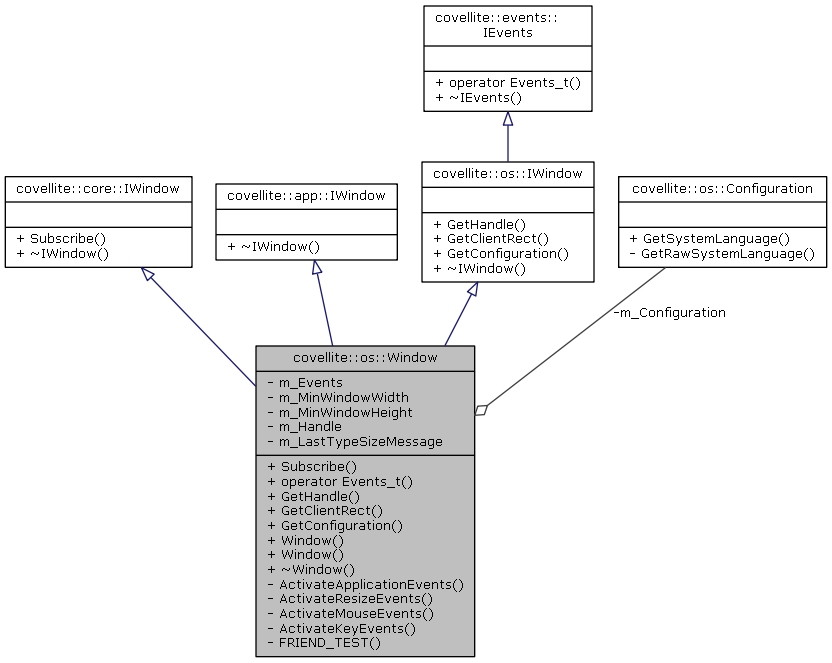 covellite::events::
IEvents
+ operator Events_t()
+ ~IEvents()
covellite::core::IWindow
+ Subscribe()
+ ~IWindow()
covellite::app::IWindow
+ ~IWindow()
covellite::os::IWindow
+ GetHandle()
+ GetClientRect()
+ GetConfiguration()
+ ~IWindow()
covellite::os::Configuration
+ GetSystemLanguage()
- GetRawSystemLanguage()
-m_Configuration
covellite::os::Window
- m_Events
- m_MinWindowWidth
- m_MinWindowHeight
- m_Handle
- m_LastTypeSizeMessage
+ Subscribe()
+ operator Events_t()
+ GetHandle()
+ GetClientRect()
+ GetConfiguration()
+ Window()
+ Window()
+ ~Window()
- ActivateApplicationEvents()
- ActivateResizeEvents()
- ActivateMouseEvents()
- ActivateKeyEvents()
- FRIEND_TEST()